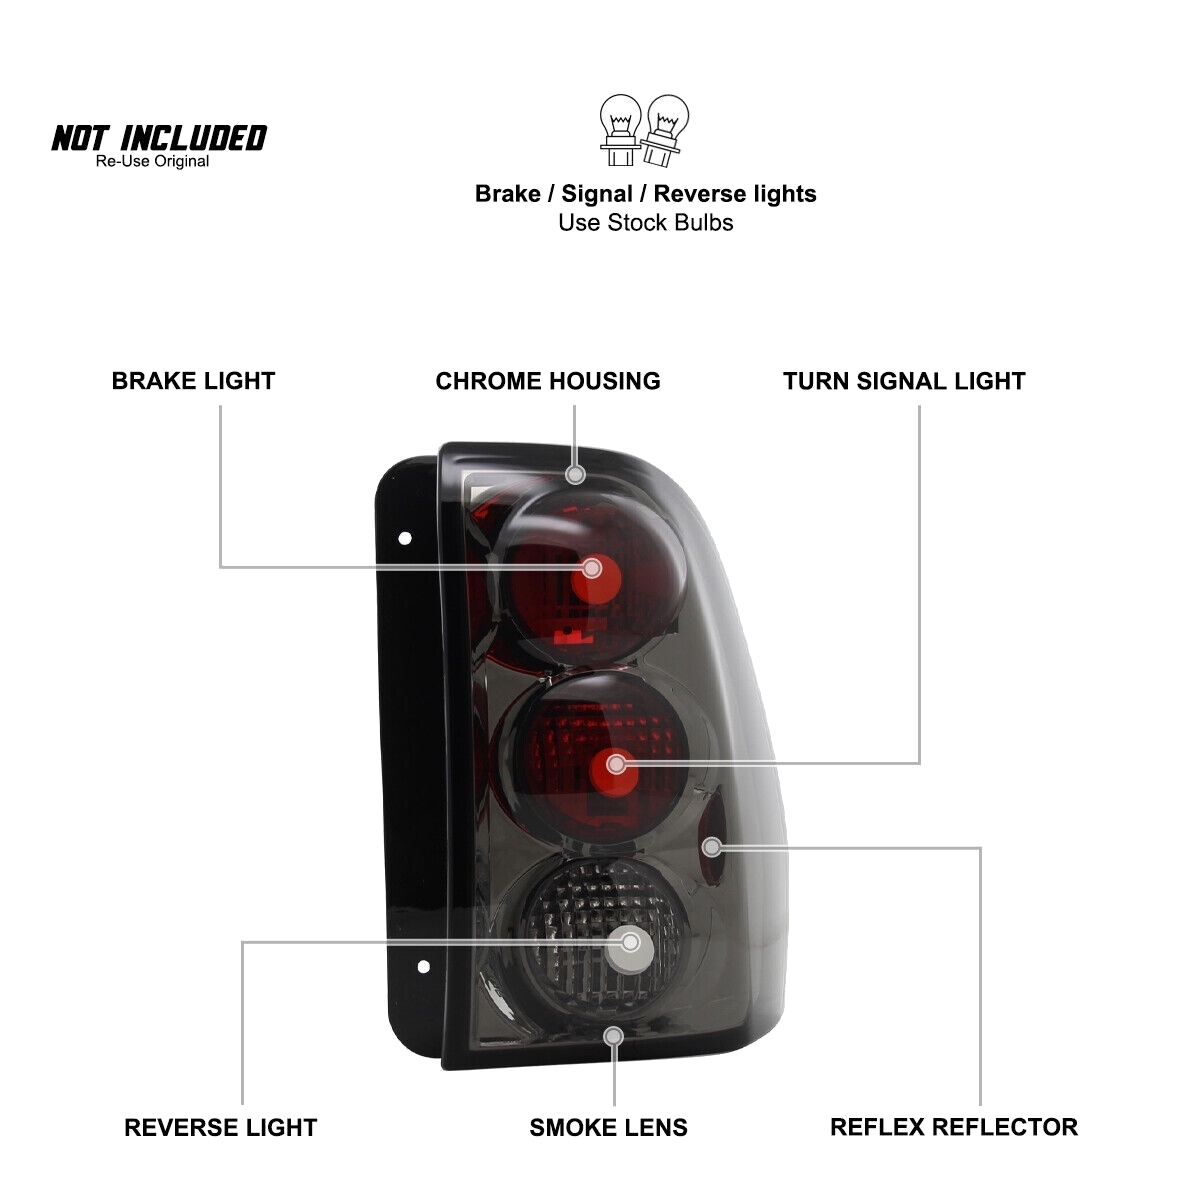 NOT INCLUDED
Re-Use Original
Brake / Signal / Reverse lights
Use Stock Bulbs
BRAKE LIGHT
CHROME HOUSING
TURN SIGNAL LIGHT
REVERSE LIGHT
SMOKE LENS
REFLEX REFLECTOR